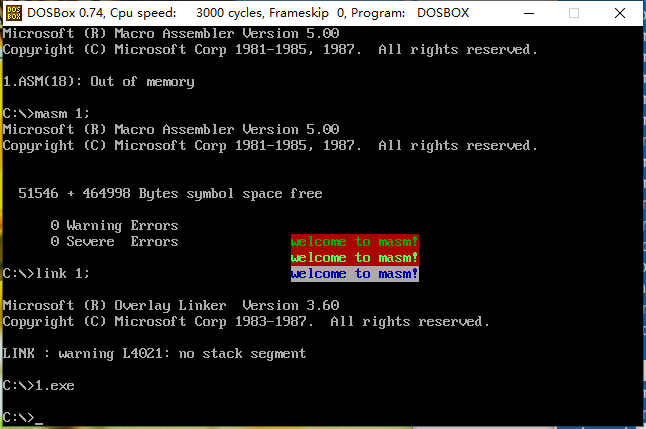 DOSBox 0.74, Cpu speed:    3000 cycles, Frameskip  0, Program:   DOSBOX
Microsoft (R) Macro Assembler Version 5.00
Copyright (C) Microsoft Corp 1981-1985, 1987.  All rights reserved.
1.ASM(18): Out of memory
C:\>masm 1;
Microsoft (R) Macro Assembler Version 5.00
Copyright (C) Microsoft Corp 1981-1985, 1987.  All rights reserved.
51546 + 464998 Bytes symbol space free
0 Warning Errors
0 Severe  Errors              welcome to masm!
welcome to masm!
C:\>link 1;                         welcome to masm!
Microsoft (R) Overlay Linker  Version 3.60
Copyright (C) Microsoft Corp 1983-1987.  All rights reserved.
LINK : warning L4021: no stack segment
C:\>1.exe
C:\>_